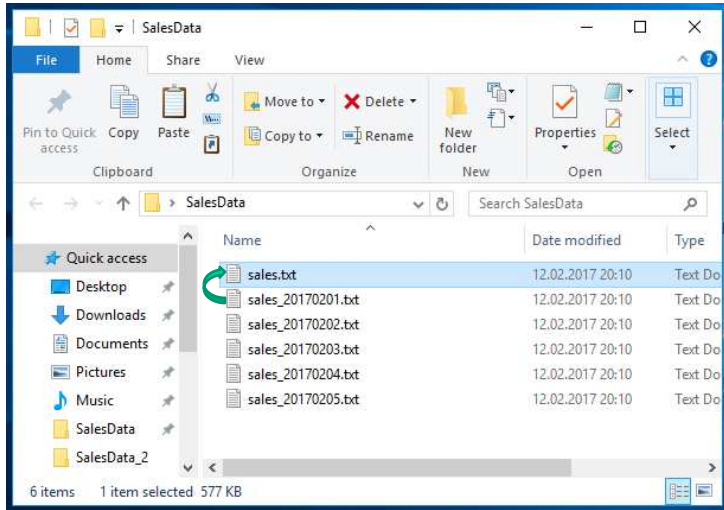 SalesData
File Home Share View
Pin to Quick access Copy Paste
Move to Delete
Copy to Rename
New folder
Properties
Select
Clipboard Organize New Open
SalesData Search SalesData
Name Date modified Type
Quick access
Desktop
Downloads
Documents
Pictures
Music
SalesData
SalesData_2
sales.txt 12.02.2017 20:10 Text Do
sales_20170201.txt 12.02.2017 20:10 Text Do
sales_20170202.txt 12.02.2017 20:10 Text Do
sales_20170203.txt 12.02.2017 20:10 Text Do
sales_20170204.txt 12.02.2017 20:10 Text Do
sales_20170205.txt 12.02.2017 20:10 Text Do
6 items 1 item selected 577 KB